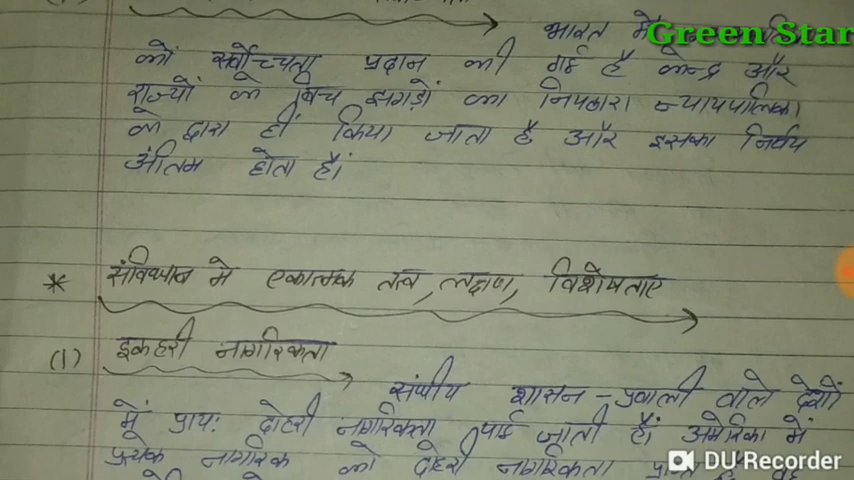 भारत में
Green Star
कों सर्वोच्चता प्रदान की गई है केन्द्र और
राज्यों के बिच झगड़ों का निपटारा न्यायपालिका
के द्वारा हीं किया जाता है और इसका निर्णय
अंतिम होता हैं।
* संविधान मे एकात्मक तत्व, लक्षण, विशेषताए
(1) इकहरी नागरिकता
संघीय शासन - प्रणाली वाले देशों
में प्रायः दोहरी नागरिकता पाई जाती हैं। अमेरिका में
प्रत्येक नागरिक को दोहरी नागरिकता
DU Recorder